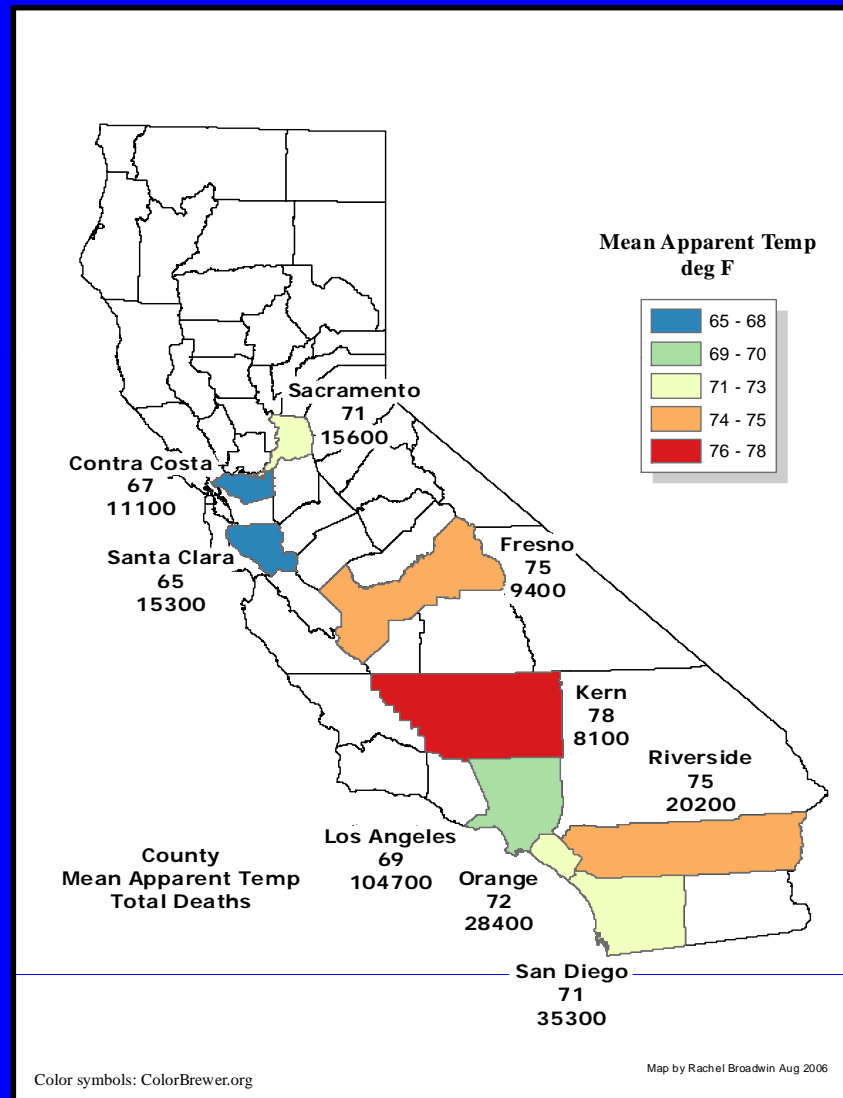 Mean Apparent Temp
deg F
65 - 68
69 - 70
71 - 73
74 - 75
76 - 78
Sacramento
71
15600
Contra Costa
67
11100
Santa Clara
65
15300
Fresno
75
9400
Kern
78
8100
Riverside
75
20200
Los Angeles
69
104700
Orange
72
28400
County
Mean Apparent Temp
Total Deaths
San Diego
71
35300
Color symbols: ColorBrewer.org
Map by Rachel Broadwin Aug 2006